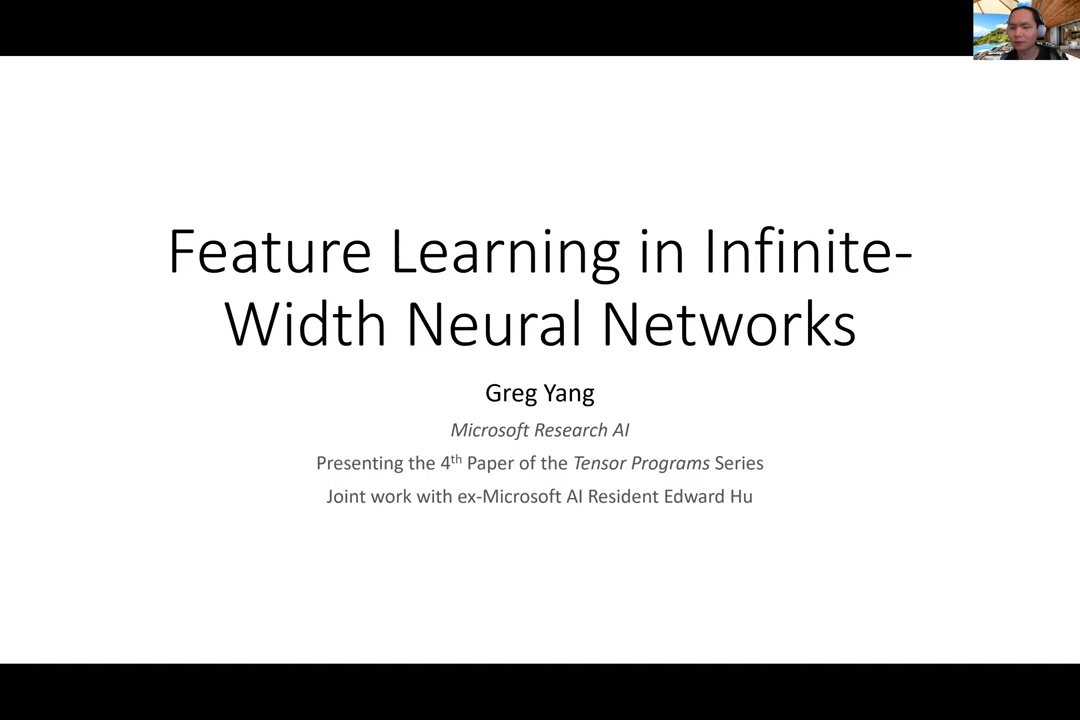 Feature Learning in Infinite-
Width Neural Networks
Greg Yang
Microsoft Research AI
Presenting the 4th Paper of the Tensor Programs Series
Joint work with ex-Microsoft AI Resident Edward Hu